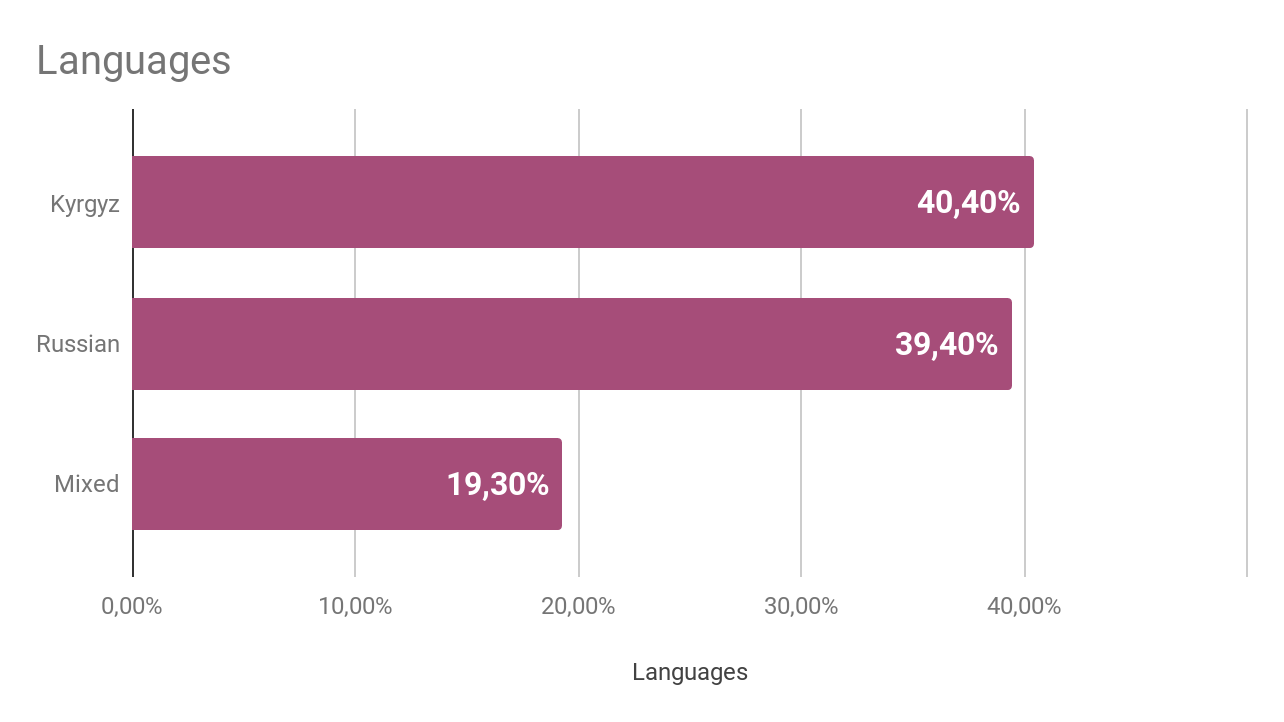 Languages
Kyrgyz
40,40%
Russian
39,40%
Mixed
19,30%
0,00% 10,00% 20,00% 30,00% 40,00%
Languages